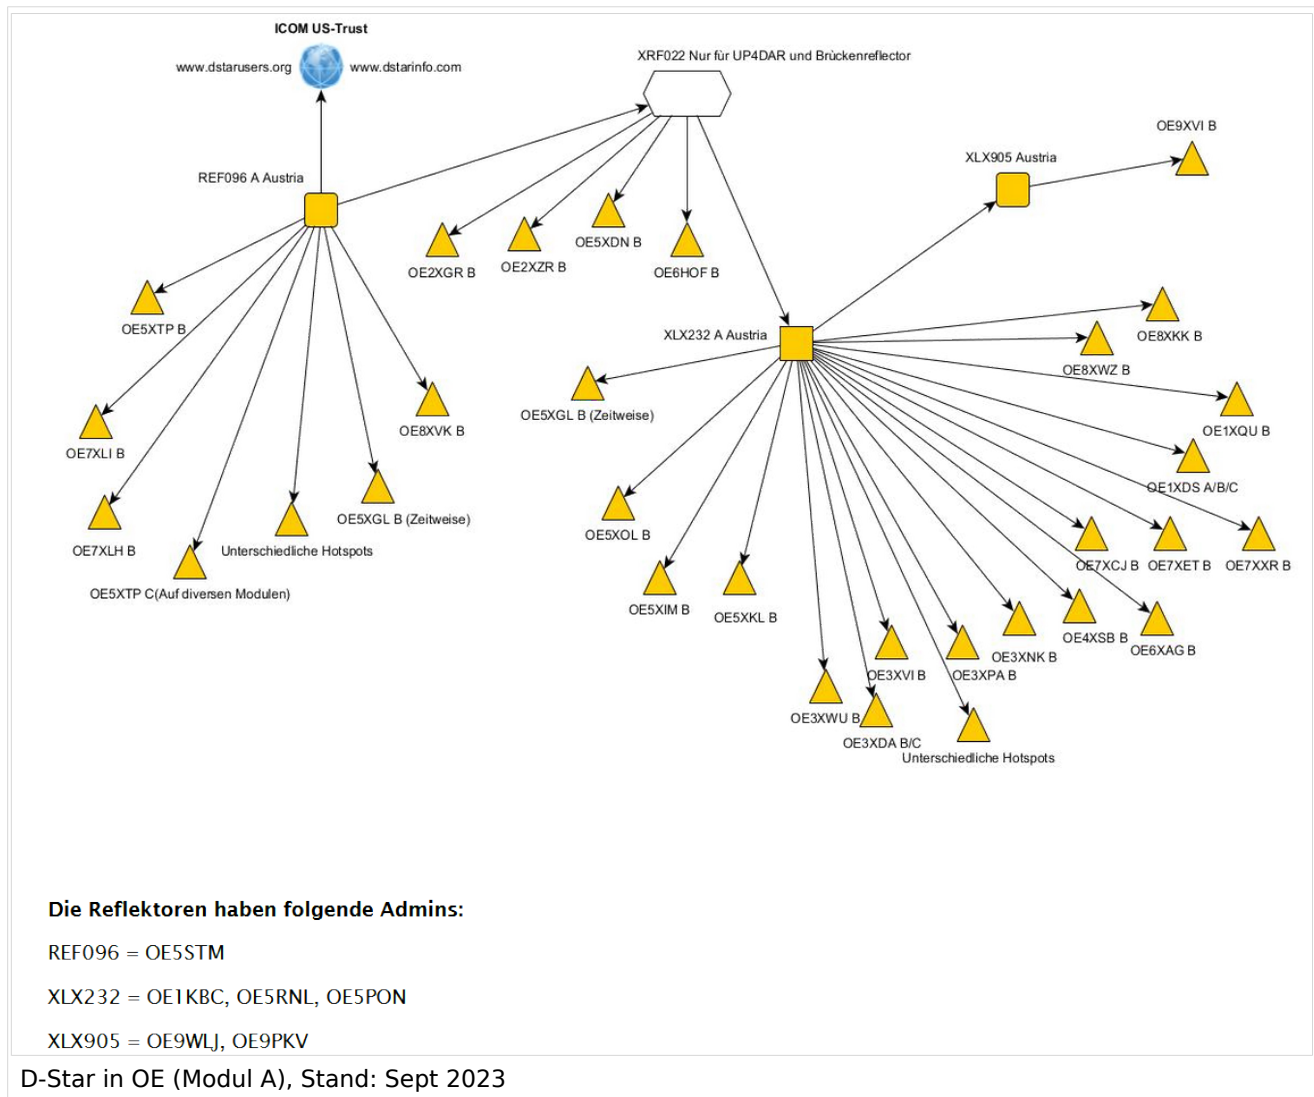 ICOM US-Trust
www.dstarusers.org
www.dstarinfo.com
XRF022 Nur für UP4DAR und Brückenreflector
OE9XVI B
XLX905 Austria
REF096 A Austria
OE5XDN B
OE2XGR B
OE2XZR B
OE6HOF B
OE5XTP B
XLX232 A Austria
OE8XKK B
OE8XWZ B
OE5XGL B (Zeitweise)
OE8XVK B
OE1XQU B
OE7XLI B
OE1XDS A/B/C
OE5XGL B (Zeitweise)
OE5XOL B
OE7XLH B
Unterschiedliche Hotspots
OE7XCJ B
OE7XET B
OE7XXR B
OE5XTP C(Auf diversen Modulen)
OE5XIM B
OE5XKL B
OE4XSB B
OE6XAG B
OE3XNK B
OE3XVI B
OE3XPA B
OE3XWU B
OE3XDA B/C
Unterschiedliche Hotspots
Die Reflektoren haben folgende Admins:
REF096 = OE5STM
XLX232 = OE1KBC, OE5RNL, OE5PON
XLX905 = OE9WLJ, OE9PKV
D-Star in OE (Modul A), Stand: Sept 2023